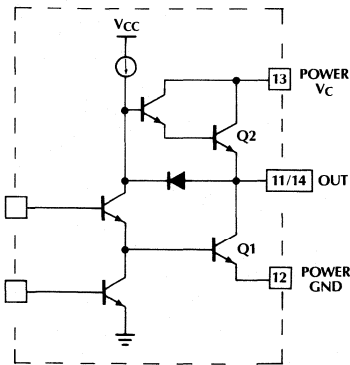 VCC
13 POWER
VC
Q2
11/14 OUT
Q1
12 POWER
GND